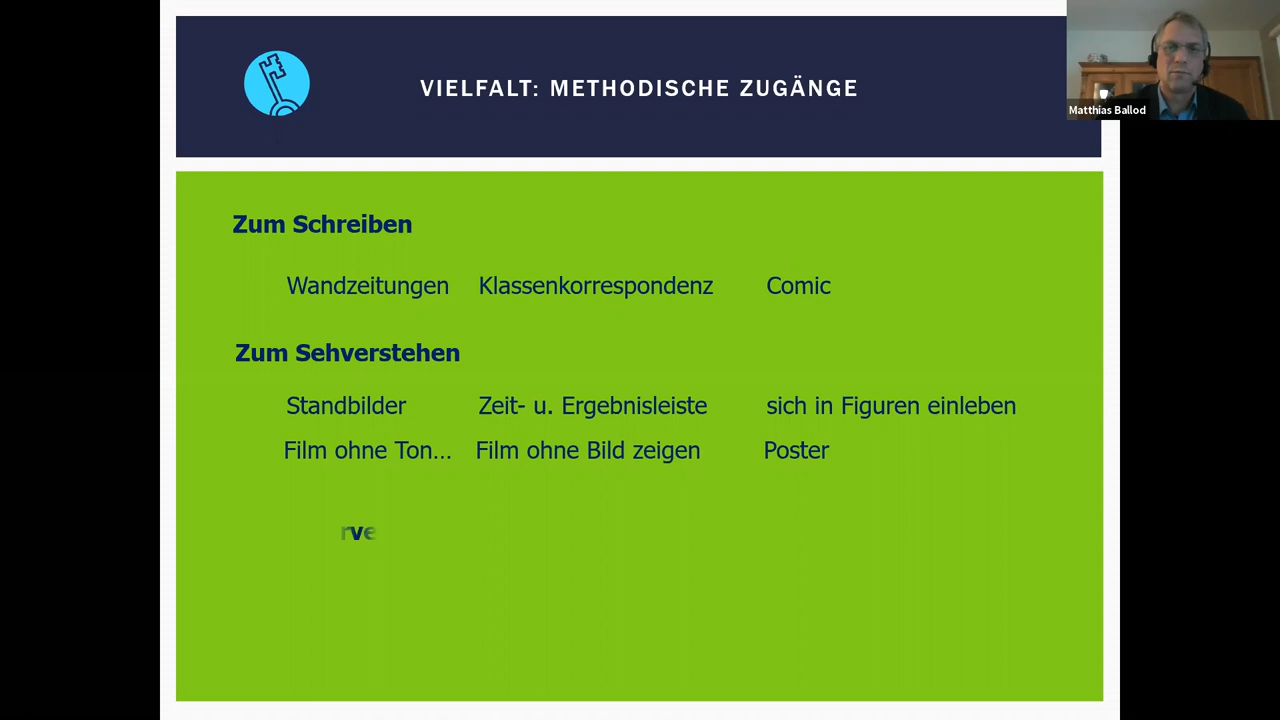 VIELFALT: METHODISCHE ZUGÄNGE
Matthias Ballod
Zum Schreiben
Wandzeitungen Klassenkorrespondenz Comic
Zum Sehverstehen
Standbilder Zeit- u. Ergebnisleiste sich in Figuren einleben
Film ohne Ton... Film ohne Bild zeigen Poster
rve